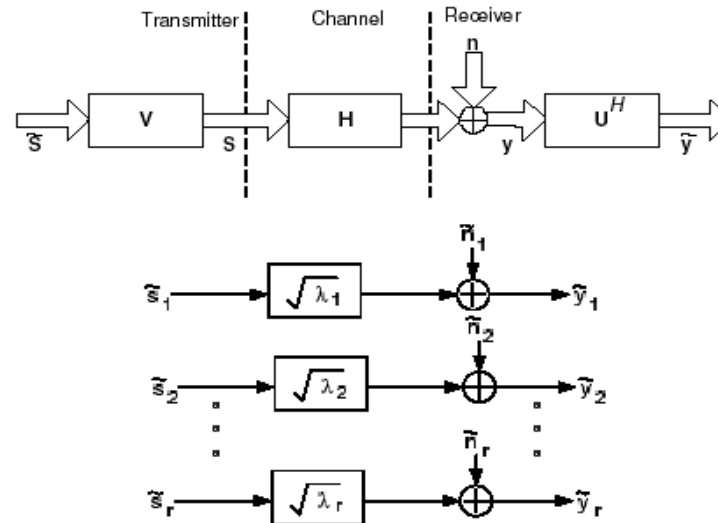 Transmitter Channel Receiver
n
V H U^H
s̃ s y ỹ
ñ₁
s̃₁ √λ₁ ỹ₁
ñ₂
s̃₂ √λ₂ ỹ₂
ñᵣ
s̃ᵣ √λᵣ ỹᵣ